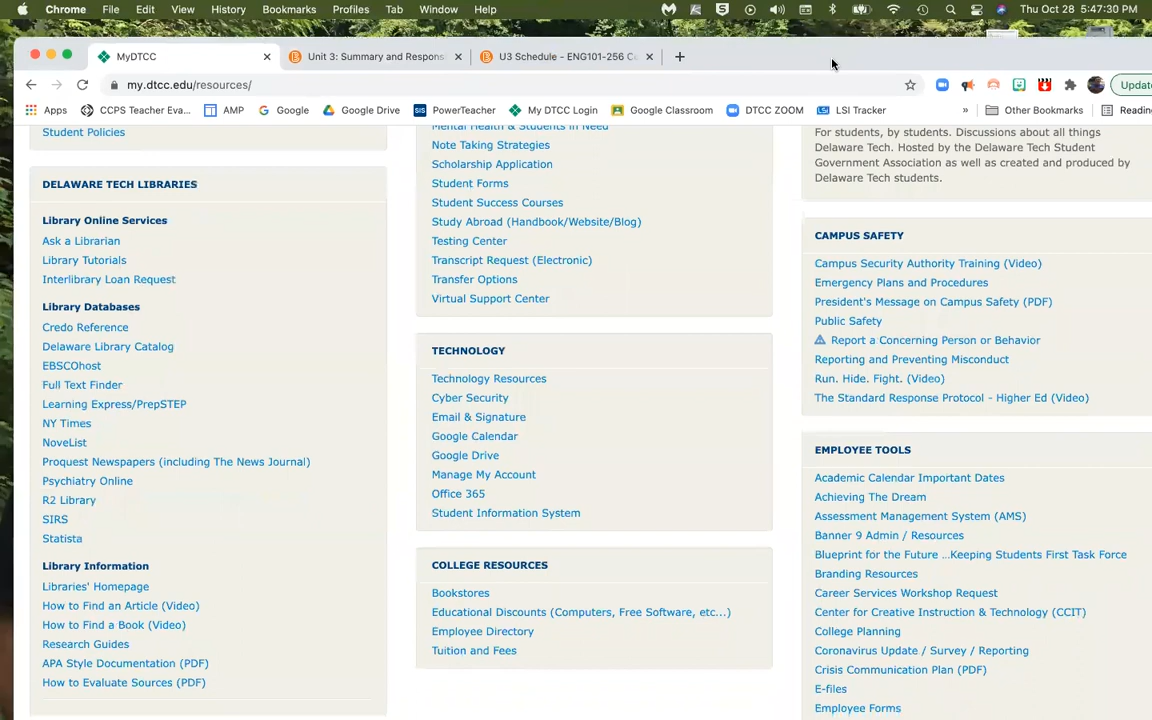 Chrome File Edit View History Bookmarks Profiles Tab Window Help Thu Oct 28 5:47:30 PM
MyDTCC Unit 3: Summary and Respons U3 Schedule - ENG101-256 Co
my.dtcc.edu/resources/ Update
Apps CCPS Teacher Eva... AMP Google Google Drive SIS PowerTeacher My DTCC Login Google Classroom DTCC ZOOM LSI LSI Tracker » Other Bookmarks Readin
Student Policies
DELAWARE TECH LIBRARIES
Library Online Services
Ask a Librarian
Library Tutorials
Interlibrary Loan Request
Library Databases
Credo Reference
Delaware Library Catalog
EBSCOhost
Full Text Finder
Learning Express/PrepSTEP
NY Times
NoveList
Proquest Newspapers (including The News Journal)
Psychiatry Online
R2 Library
SIRS
Statista
Library Information
Libraries' Homepage
How to Find an Article (Video)
How to Find a Book (Video)
Research Guides
APA Style Documentation (PDF)
How to Evaluate Sources (PDF)
Mental Health & Students in Need
Note Taking Strategies
Scholarship Application
Student Forms
Student Success Courses
Study Abroad (Handbook/Website/Blog)
Testing Center
Transcript Request (Electronic)
Transfer Options
Virtual Support Center
TECHNOLOGY
Technology Resources
Cyber Security
Email & Signature
Google Calendar
Google Drive
Manage My Account
Office 365
Student Information System
COLLEGE RESOURCES
Bookstores
Educational Discounts (Computers, Free Software, etc...)
Employee Directory
Tuition and Fees
For students, by students. Discussions about all things
Delaware Tech. Hosted by the Delaware Tech Student
Government Association as well as created and produced by
Delaware Tech students.
CAMPUS SAFETY
Campus Security Authority Training (Video)
Emergency Plans and Procedures
President's Message on Campus Safety (PDF)
Public Safety
Report a Concerning Person or Behavior
Reporting and Preventing Misconduct
Run. Hide. Fight. (Video)
The Standard Response Protocol - Higher Ed (Video)
EMPLOYEE TOOLS
Academic Calendar Important Dates
Achieving The Dream
Assessment Management System (AMS)
Banner 9 Admin / Resources
Blueprint for the Future ...Keeping Students First Task Force
Branding Resources
Career Services Workshop Request
Center for Creative Instruction & Technology (CCIT)
College Planning
Coronavirus Update / Survey / Reporting
Crisis Communication Plan (PDF)
E-files
Employee Forms